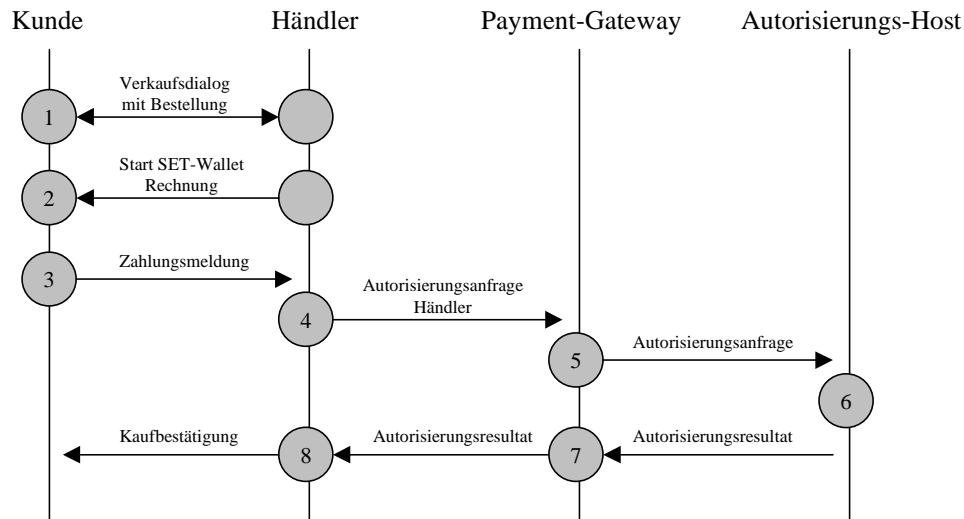 Kunde
Händler
Payment-Gateway
Autorisierungs-Host
Verkaufsdialog
mit Bestellung
1
Start SET-Wallet
Rechnung
2
Zahlungsmeldung
3
Autorisierungsanfrage
Händler
4
Autorisierungsanfrage
5
6
Kaufbestätigung
8
Autorisierungsresultat
7
Autorisierungsresultat